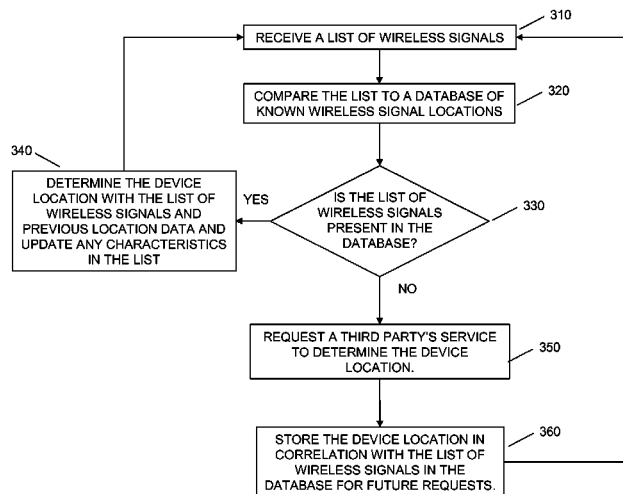 RECEIVE A LIST OF WIRELESS SIGNALS
310
COMPARE THE LIST TO A DATABASE OF
KNOWN WIRELESS SIGNAL LOCATIONS
320
340
DETERMINE THE DEVICE
LOCATION WITH THE LIST OF
WIRELESS SIGNALS AND
PREVIOUS LOCATION DATA AND
UPDATE ANY CHARACTERISTICS
IN THE LIST
YES
IS THE LIST OF
WIRELESS SIGNALS
PRESENT IN THE
DATABASE?
330
NO
REQUEST A THIRD PARTY'S SERVICE
TO DETERMINE THE DEVICE
LOCATION.
350
STORE THE DEVICE LOCATION IN
CORRELATION WITH THE LIST OF
WIRELESS SIGNALS IN THE
DATABASE FOR FUTURE REQUESTS.
360